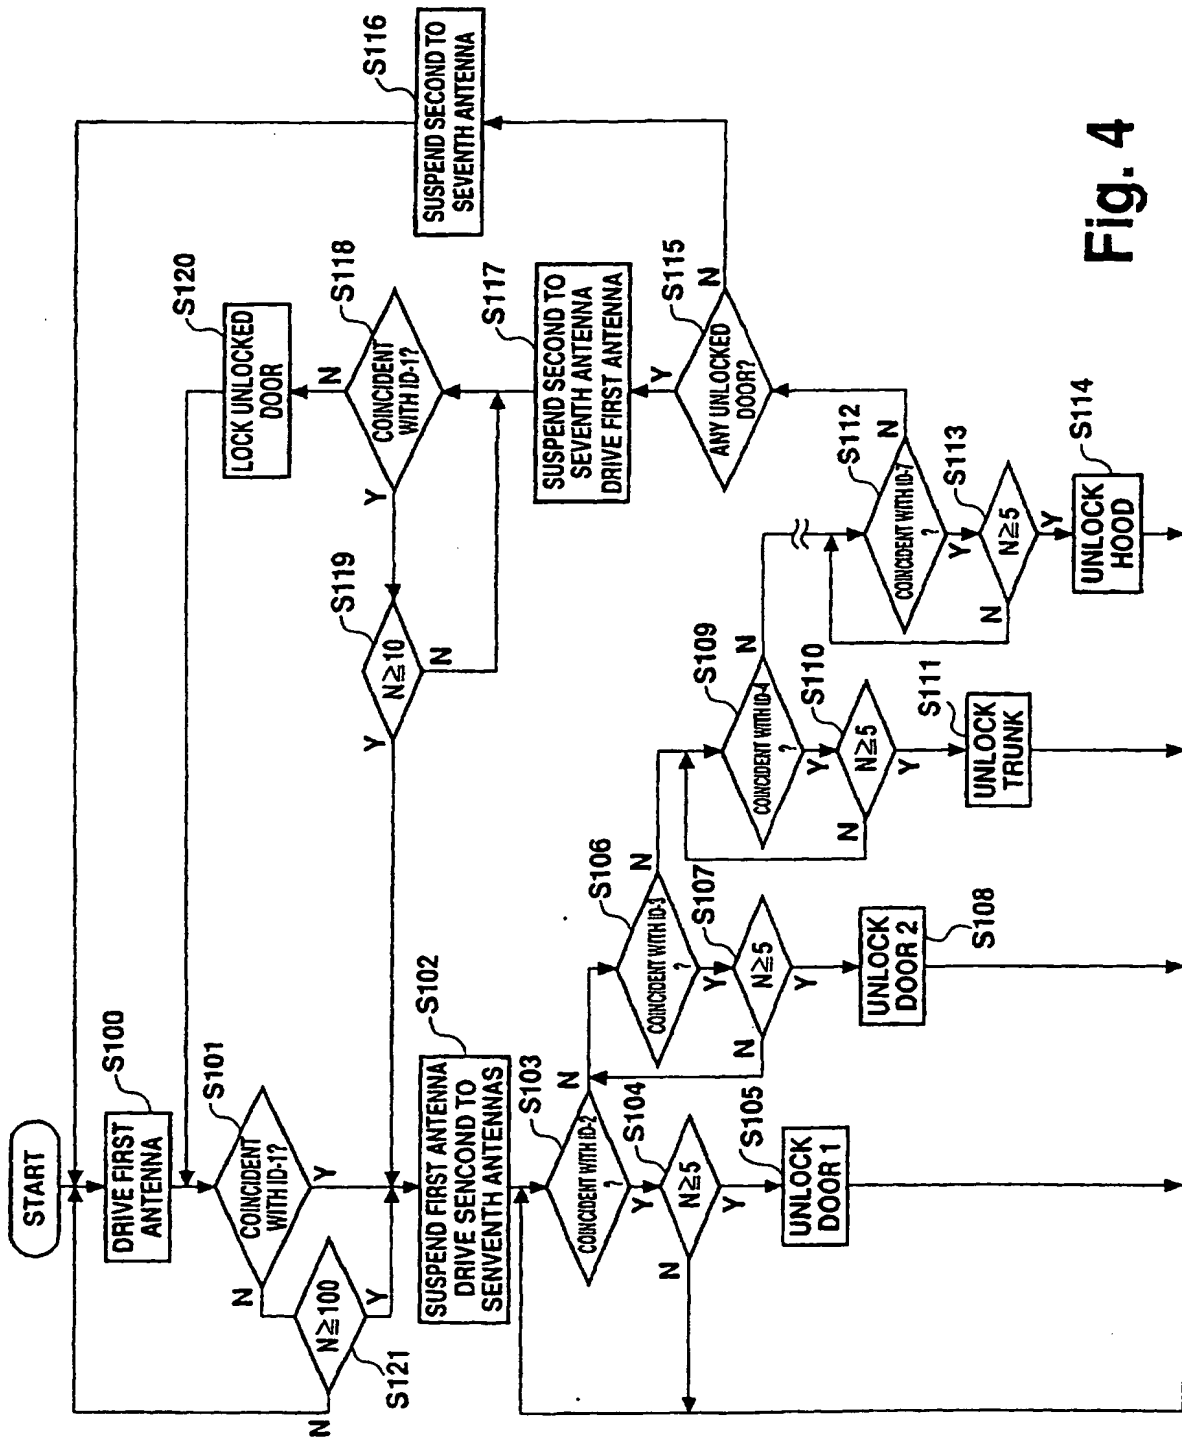 START
S100
DRIVE FIRST
ANTENNA
S101
COINCIDENT
WITH ID-1?
N
Y
N≧100
S121
N
Y
S102
SUSPEND FIRST ANTENNA
DRIVE SENCOND TO
SENVENTH ANTENNAS
S103
COINCIDENT WITH ID-2
?
N
Y
S104
N≧5
N
Y
S105
UNLOCK
DOOR 1
S106
COINCIDENT WITH ID-3
?
N
Y
S107
N≧5
N
Y
UNLOCK
DOOR 2
S108
S109
COINCIDENT WITH ID-4
?
N
Y
S110
N≧5
N
Y
S111
UNLOCK
TRUNK
S112
COINCIDENT WITH ID-7
?
N
Y
S113
N≧5
N
Y
S114
UNLOCK
HOOD
S115
ANY UNLOCKED
DOOR?
Y
N
S116
SUSPEND SECOND TO
SEVENTH ANTENNA
S117
SUSPEND SECOND TO
SEVENTH ANTENNA
DRIVE FIRST ANTENNA
S118
COINCIDENT
WITH ID-1?
Y
N
S119
N≧10
N
Y
S120
LOCK UNLOCKED
DOOR
Fig. 4